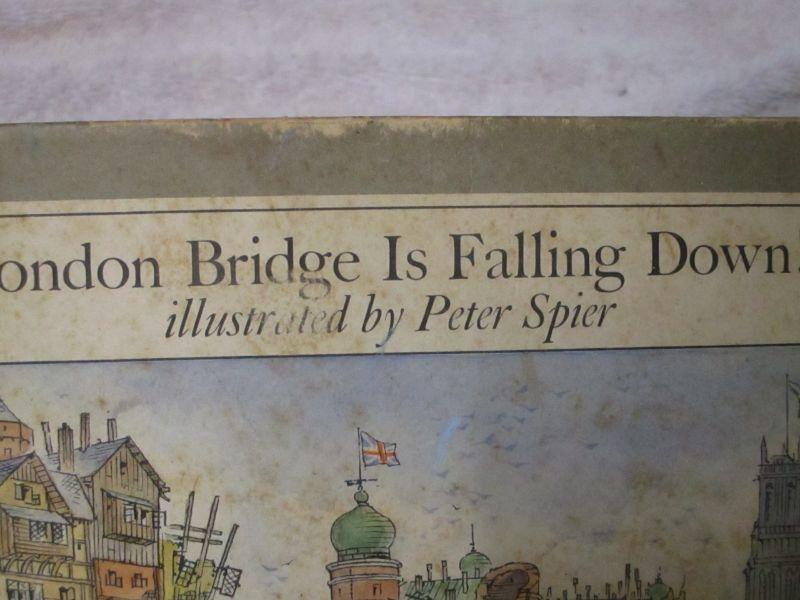 ondon Bridge Is Falling Down!
illustrated by Peter Spier